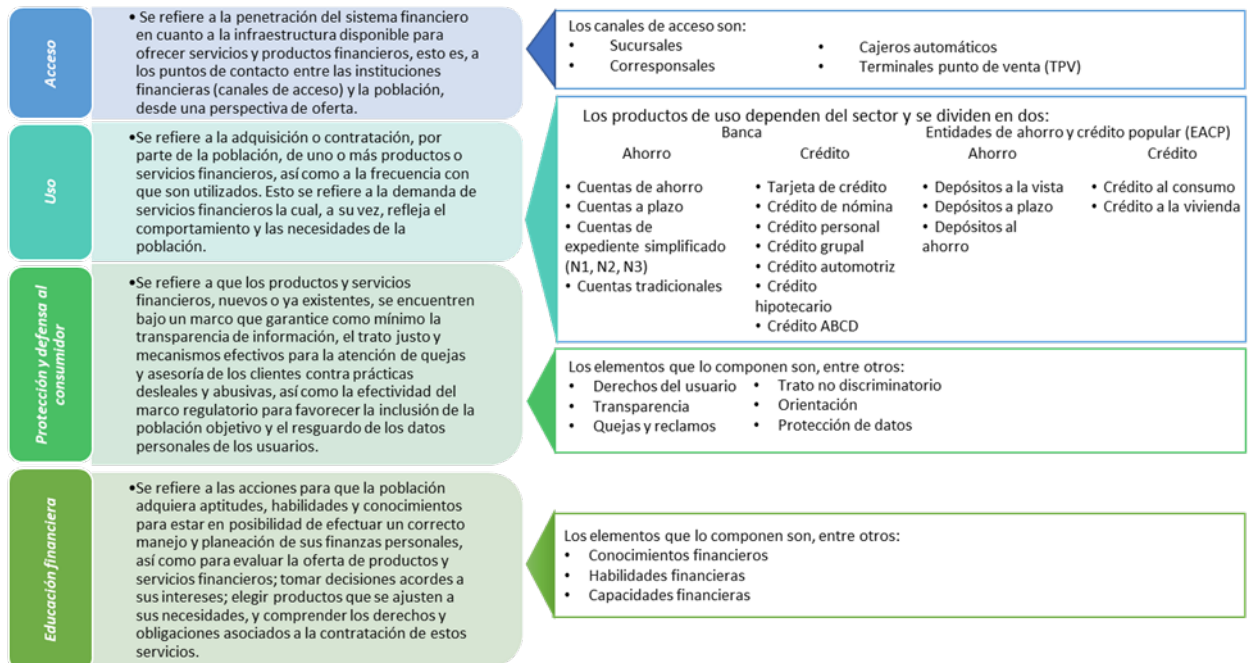 Acceso
• Se refiere a la penetración del sistema financiero
en cuanto a la infraestructura disponible para
ofrecer servicios y productos financieros, esto es, a
los puntos de contacto entre las instituciones
financieras (canales de acceso) y la población,
desde una perspectiva de oferta.
Los canales de acceso son:
• Sucursales
• Corresponsales
• Cajeros automáticos
• Terminales punto de venta (TPV)
Uso
•Se refiere a la adquisición o contratación, por
parte de la población, de uno o más productos o
servicios financieros, así como a la frecuencia con
que son utilizados. Esto se refiere a la demanda de
servicios financieros la cual, a su vez, refleja el
comportamiento y las necesidades de la
población.
Los productos de uso dependen del sector y se dividen en dos:
Banca
Ahorro
• Cuentas de ahorro
• Cuentas a plazo
• Cuentas de
expediente simplificado
(N1, N2, N3)
• Cuentas tradicionales
Crédito
• Tarjeta de crédito
• Crédito de nómina
• Crédito personal
• Crédito grupal
• Crédito automotriz
• Crédito
hipotecario
• Crédito ABCD
Entidades de ahorro y crédito popular (EACP)
Ahorro
• Depósitos a la vista
• Depósitos a plazo
• Depósitos al
ahorro
Crédito
• Crédito al consumo
• Crédito a la vivienda
Protección y defensa al
consumidor
•Se refiere a que los productos y servicios
financieros, nuevos o ya existentes, se encuentren
bajo un marco que garantice como mínimo la
transparencia de información, el trato justo y
mecanismos efectivos para la atención de quejas
y asesoría de los clientes contra prácticas
desleales y abusivas, así como la efectividad del
marco regulatorio para favorecer la inclusión de la
población objetivo y el resguardo de los datos
personales de los usuarios.
Los elementos que lo componen son, entre otros:
• Derechos del usuario
• Transparencia
• Quejas y reclamos
• Trato no discriminatorio
• Orientación
• Protección de datos
Educación financiera
•Se refiere a las acciones para que la población
adquiera aptitudes, habilidades y conocimientos
para estar en posibilidad de efectuar un correcto
manejo y planeación de sus finanzas personales,
así como para evaluar la oferta de productos y
servicios financieros; tomar decisiones acordes a
sus intereses; elegir productos que se ajusten a
sus necesidades, y comprender los derechos y
obligaciones asociados a la contratación de estos
servicios.
Los elementos que lo componen son, entre otros:
• Conocimientos financieros
• Habilidades financieras
• Capacidades financieras